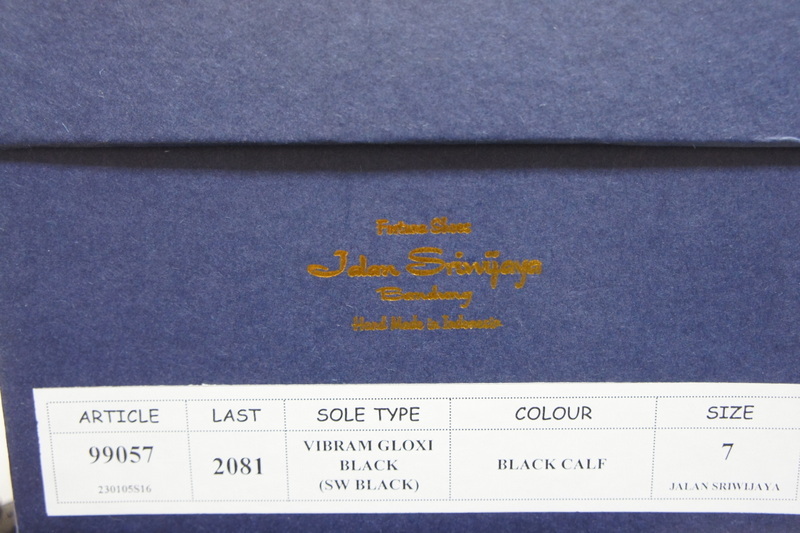 Fortuna Shoes
Jalan Sriwijaya
Bandung
Hand Made in Indonesia
ARTICLE LAST SOLE TYPE COLOUR SIZE
99057 2081 VIBRAM GLOXI BLACK CALF 7
BLACK
230105S16 (SW BLACK) JALAN SRIWIJAYA